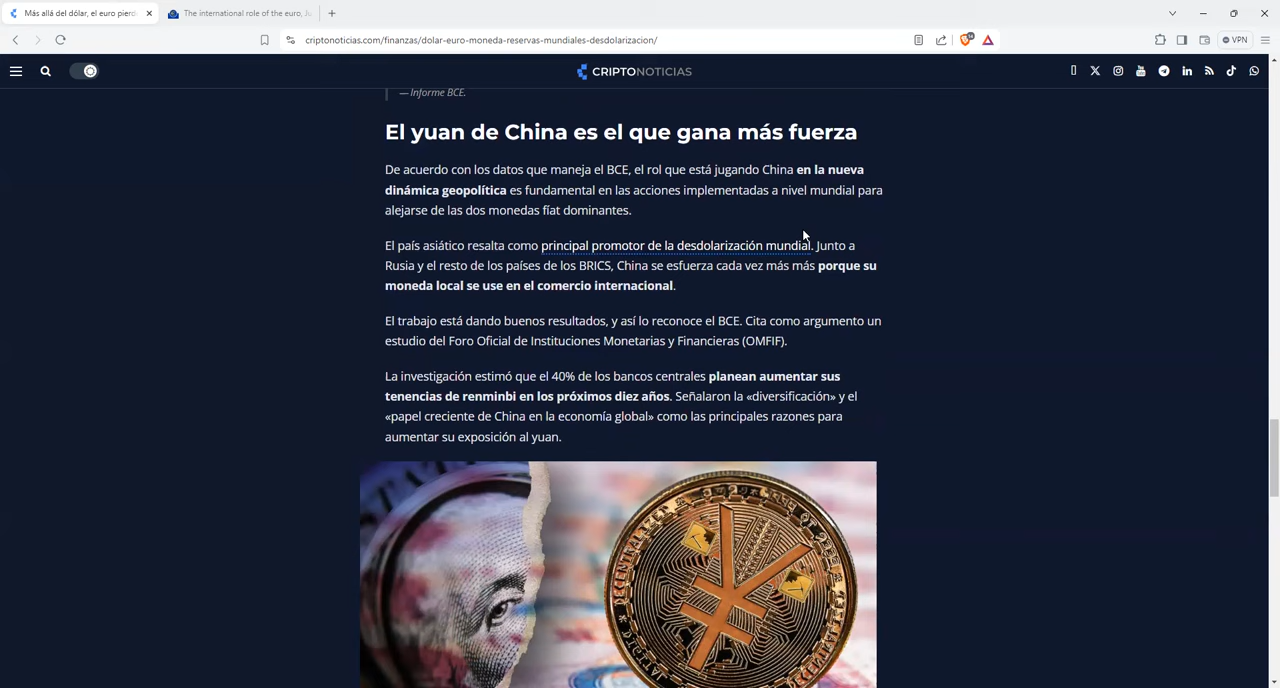 Más allá del dólar, el euro pierd
The international role of the euro, Ju
criptonoticias.com/finanzas/dolar-euro-moneda-reservas-mundiales-desdolarizacion/
VPN
CRIPTONOTICIAS
— Informe BCE.
El yuan de China es el que gana más fuerza
De acuerdo con los datos que maneja el BCE, el rol que está jugando China en la nueva
dinámica geopolítica es fundamental en las acciones implementadas a nivel mundial para
alejarse de las dos monedas fíat dominantes.
El país asiático resalta como principal promotor de la desdolarización mundial. Junto a
Rusia y el resto de los países de los BRICS, China se esfuerza cada vez más más porque su
moneda local se use en el comercio internacional.
El trabajo está dando buenos resultados, y así lo reconoce el BCE. Cita como argumento un
estudio del Foro Oficial de Instituciones Monetarias y Financieras (OMFIF).
La investigación estimó que el 40% de los bancos centrales planean aumentar sus
tenencias de renminbi en los próximos diez años. Señalaron la «diversificación» y el
«papel creciente de China en la economía global» como las principales razones para
aumentar su exposición al yuan.